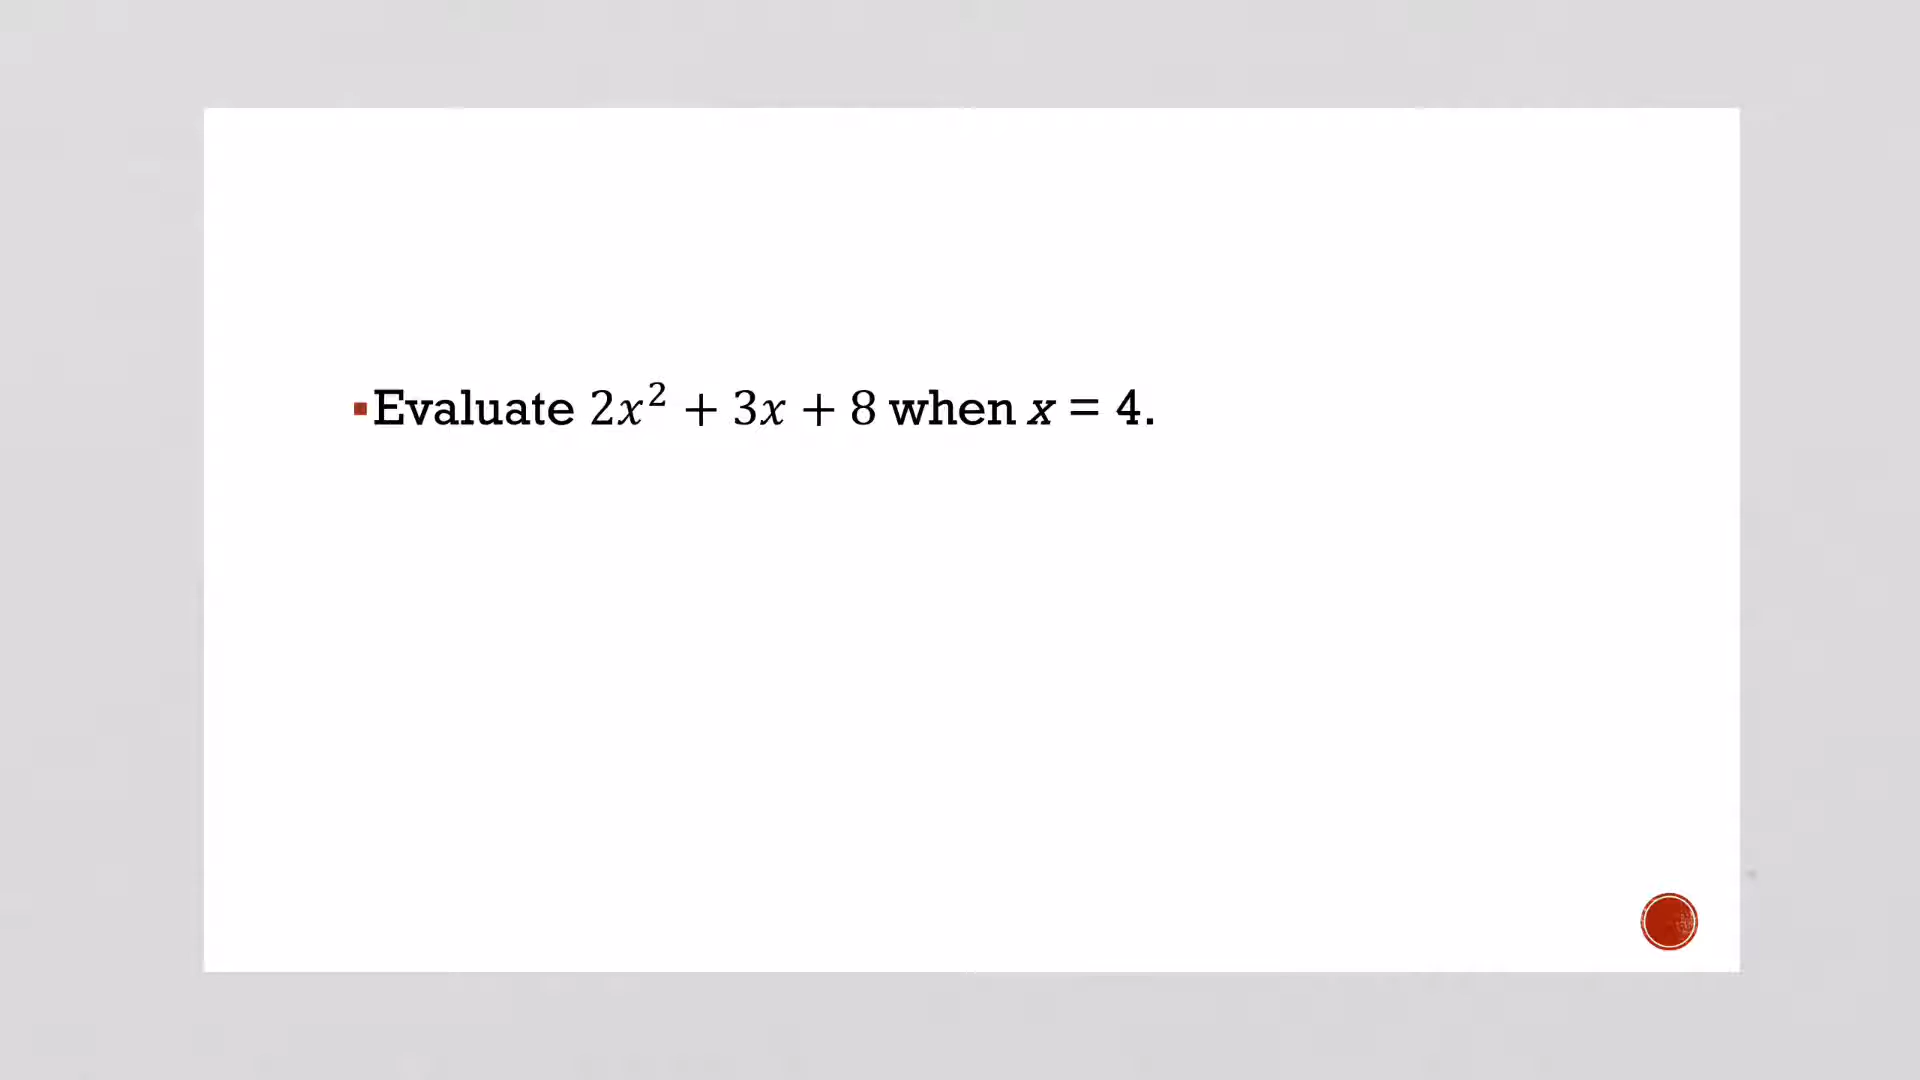 ▪Evaluate 2x² + 3x + 8 when x = 4.